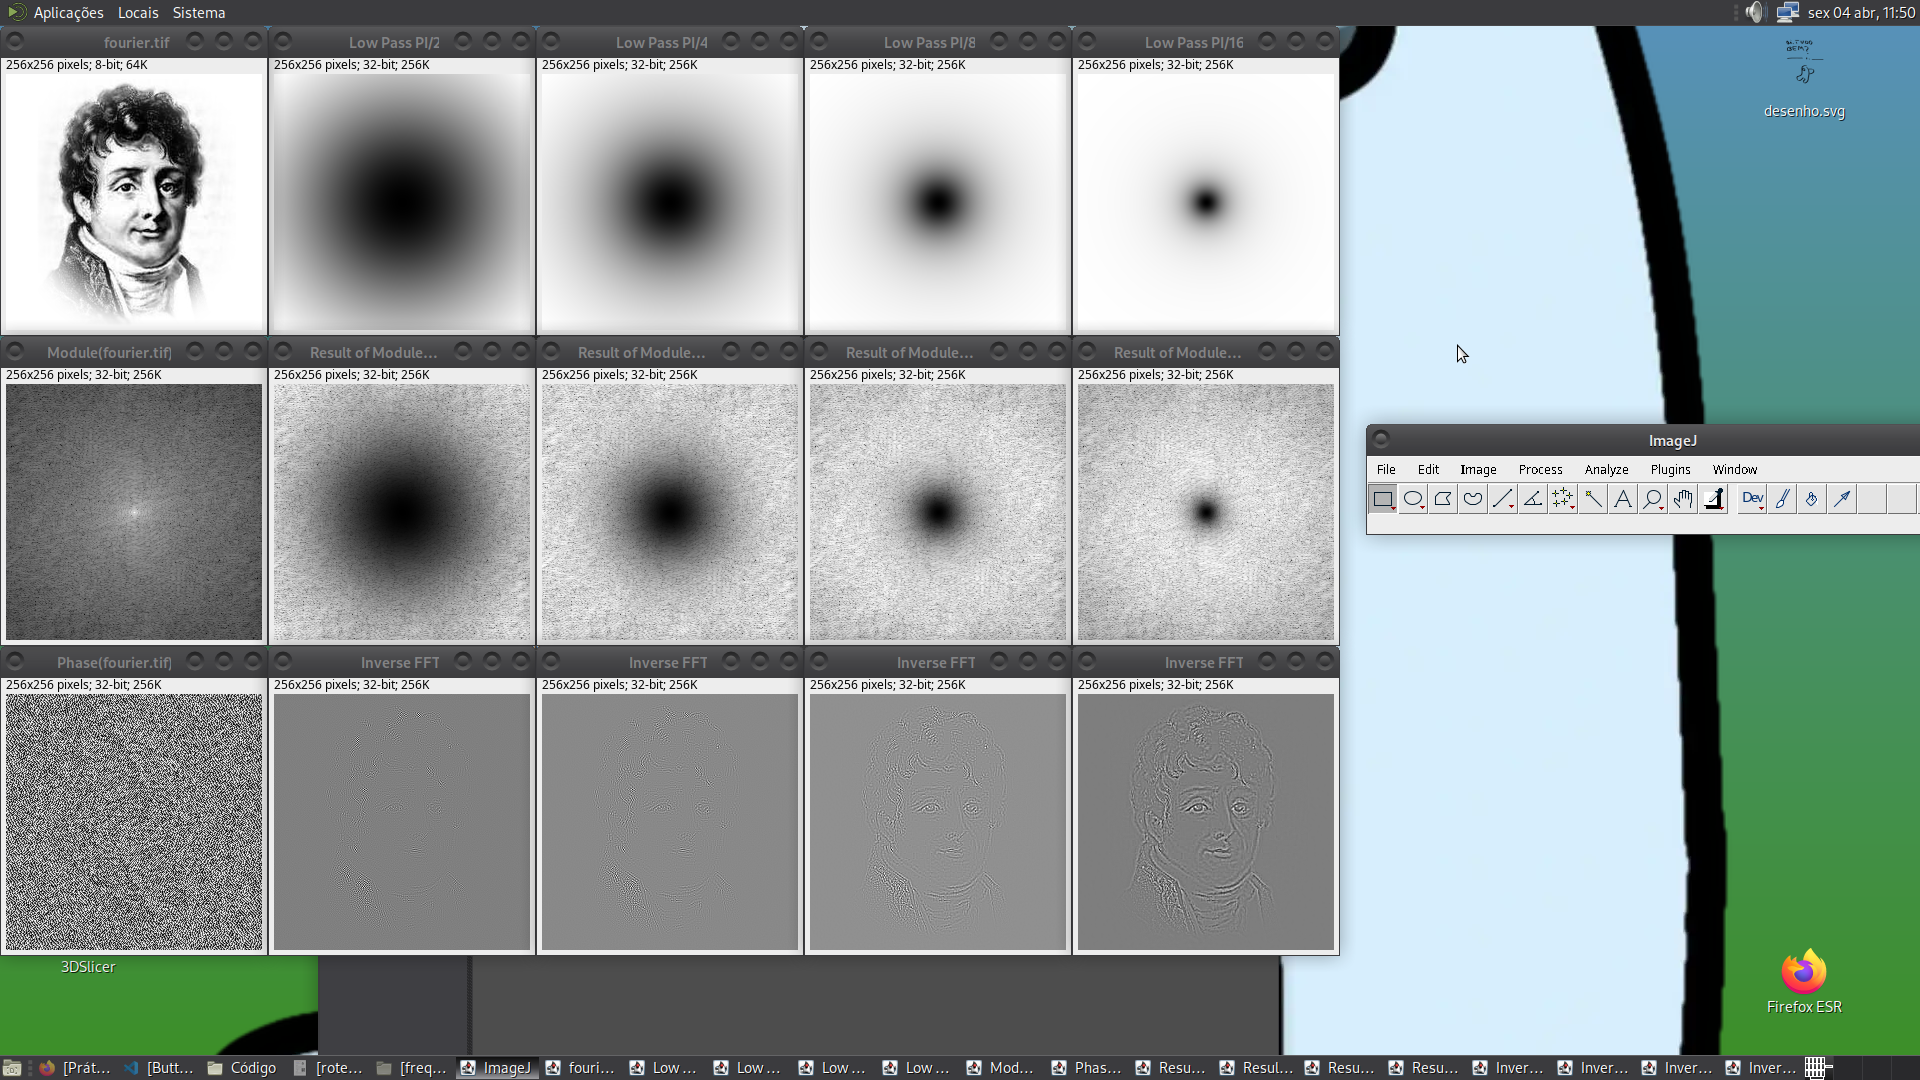 Aplicações Locais Sistema
sex 04 abr, 11:50
fourier.tif
Low Pass PI/2
Low Pass PI/4
Low Pass PI/8
Low Pass PI/16
256x256 pixels; 8-bit; 64K
256x256 pixels; 32-bit; 256K
256x256 pixels; 32-bit; 256K
256x256 pixels; 32-bit; 256K
256x256 pixels; 32-bit; 256K
desenho.svg
Module(fourier.tif)
Result of Module...
Result of Module...
Result of Module...
Result of Module...
256x256 pixels; 32-bit; 256K
256x256 pixels; 32-bit; 256K
256x256 pixels; 32-bit; 256K
256x256 pixels; 32-bit; 256K
256x256 pixels; 32-bit; 256K
ImageJ
File Edit Image Process Analyze Plugins Window
A Dev
Phase(fourier.tif)
Inverse FFT
Inverse FFT
Inverse FFT
Inverse FFT
256x256 pixels; 32-bit; 256K
256x256 pixels; 32-bit; 256K
256x256 pixels; 32-bit; 256K
256x256 pixels; 32-bit; 256K
256x256 pixels; 32-bit; 256K
3DSlicer
Firefox ESR
[Prát... [Butt... Código [rote... [freq... ImageJ fouri... Low ... Low ... Low ... Low ... Mod... Phas... Resu... Resul... Resu... Resu... Inver... Inver... Inver... Inver...